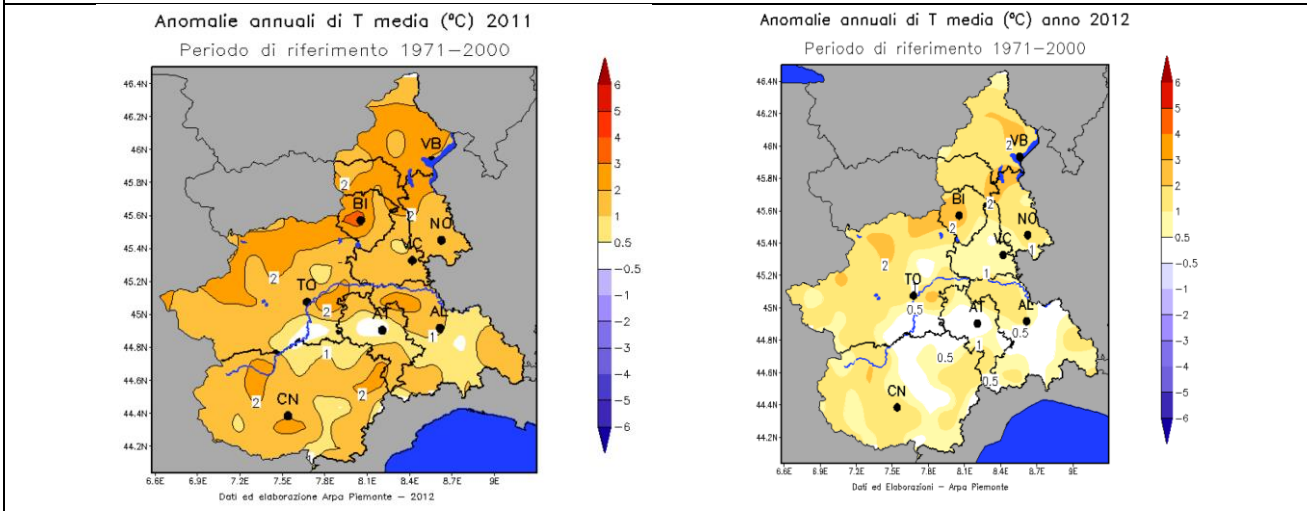 Anomalie annuali di T media (ºC) 2011
Periodo di riferimento 1971−2000
46.4N
46.2N
46N
45.8N
45.6N
45.4N
45.2N
45N
44.8N
44.6N
44.4N
44.2N
6.6E 6.9E 7.2E 7.5E 7.8E 8.1E 8.4E 8.7E 9E
VB
2
BI
2
NO
VC
2
TO
2
AT
AL
1
1
2
2
CN
6
5
4
3
2
1
0.5
−0.5
−1
−2
−3
−4
−5
−6
Dati ed elaborazione Arpa Piemonte − 2012
Anomalie annuali di T media (ºC) anno 2012
Periodo di riferimento 1971−2000
46.4N
46.2N
46N
45.8N
45.6N
45.4N
45.2N
45N
44.8N
44.6N
44.4N
44.2N
6.6E 6.9E 7.2E 7.5E 7.8E 8.1E 8.4E 8.7E 9E
VB
2
BI
2
2
NO
VC
1
2
TO
1
0.5
AT
AL
0.5
1
0.5
0.5
CN
6
5
4
3
2
1
0.5
−0.5
−1
−2
−3
−4
−5
−6
Dati ed Elaborazioni − Arpa Piemonte